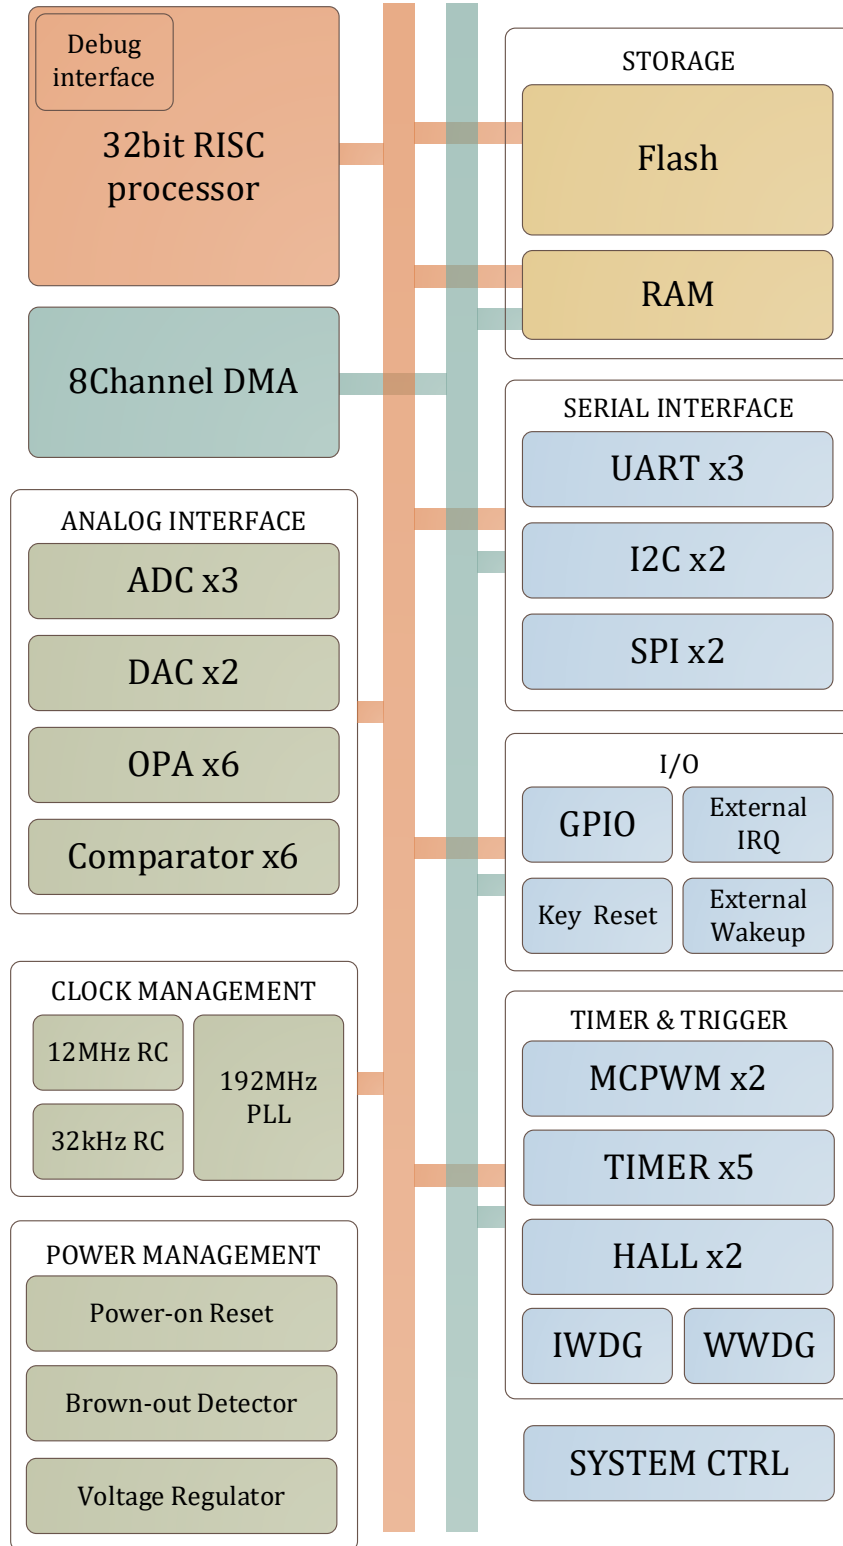 Debug
interface
32bit RISC
processor
8Channel DMA
ANALOG INTERFACE
ADC x3
DAC x2
OPA x6
Comparator x6
CLOCK MANAGEMENT
12MHz RC
32kHz RC
192MHz
PLL
POWER MANAGEMENT
Power-on Reset
Brown-out Detector
Voltage Regulator
STORAGE
Flash
RAM
SERIAL INTERFACE
UART x3
I2C x2
SPI x2
I/O
GPIO
External
IRQ
Key Reset
External
Wakeup
TIMER & TRIGGER
MCPWM x2
TIMER x5
HALL x2
IWDG
WWDG
SYSTEM CTRL